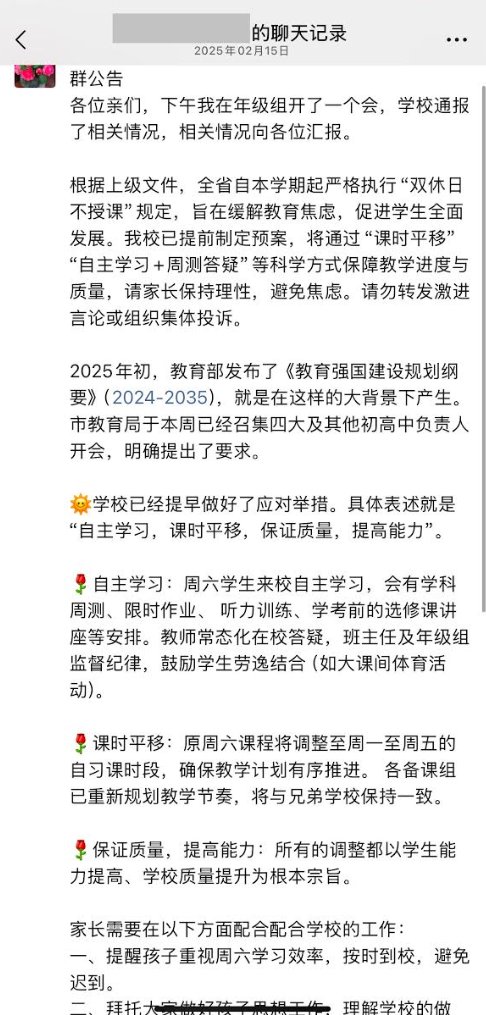 的聊天记录
2025年02月15日
群公告
各位亲们，下午我在年级组开了一个会，学校通报
了相关情况，相关情况向各位汇报。
根据上级文件，全省自本学期起严格执行“双休日
不授课”规定，旨在缓解教育焦虑，促进学生全面
发展。我校已提前制定预案，将通过“课时平移”
“自主学习+周测答疑”等科学方式保障教学进度与
质量，请家长保持理性，避免焦虑。请勿转发激进
言论或组织集体投诉。
2025年初，教育部发布了《教育强国建设规划纲
要》（2024-2035)，就是在这样的大背景下产生。
市教育局于本周已经召集四大及其他初高中负责人
开会，明确提出了要求。
🌞学校已经提早做好了应对举措。具体表述就是
“自主学习，课时平移，保证质量，提高能力”。
🌹自主学习：周六学生来校自主学习，会有学科
周测、限时作业、 听力训练、学考前的选修课讲
座等安排。教师常态化在校答疑，班主任及年级组
监督纪律，鼓励学生劳逸结合（如大课间体育活
动）。
🌹课时平移：原周六课程将调整至周一至周五的
自习课时段，确保教学计划有序推进。 各备课组
已重新规划教学节奏，将与兄弟学校保持一致。
🌹保证质量，提高能力：所有的调整都以学生能
力提高、学校质量提升为根本宗旨。
家长需要在以下方面配合配合学校的工作：
一、提醒孩子重视周六学习效率，按时到校，避免
迟到。
二、拜托大家做好孩子思想工作，理解学校的做